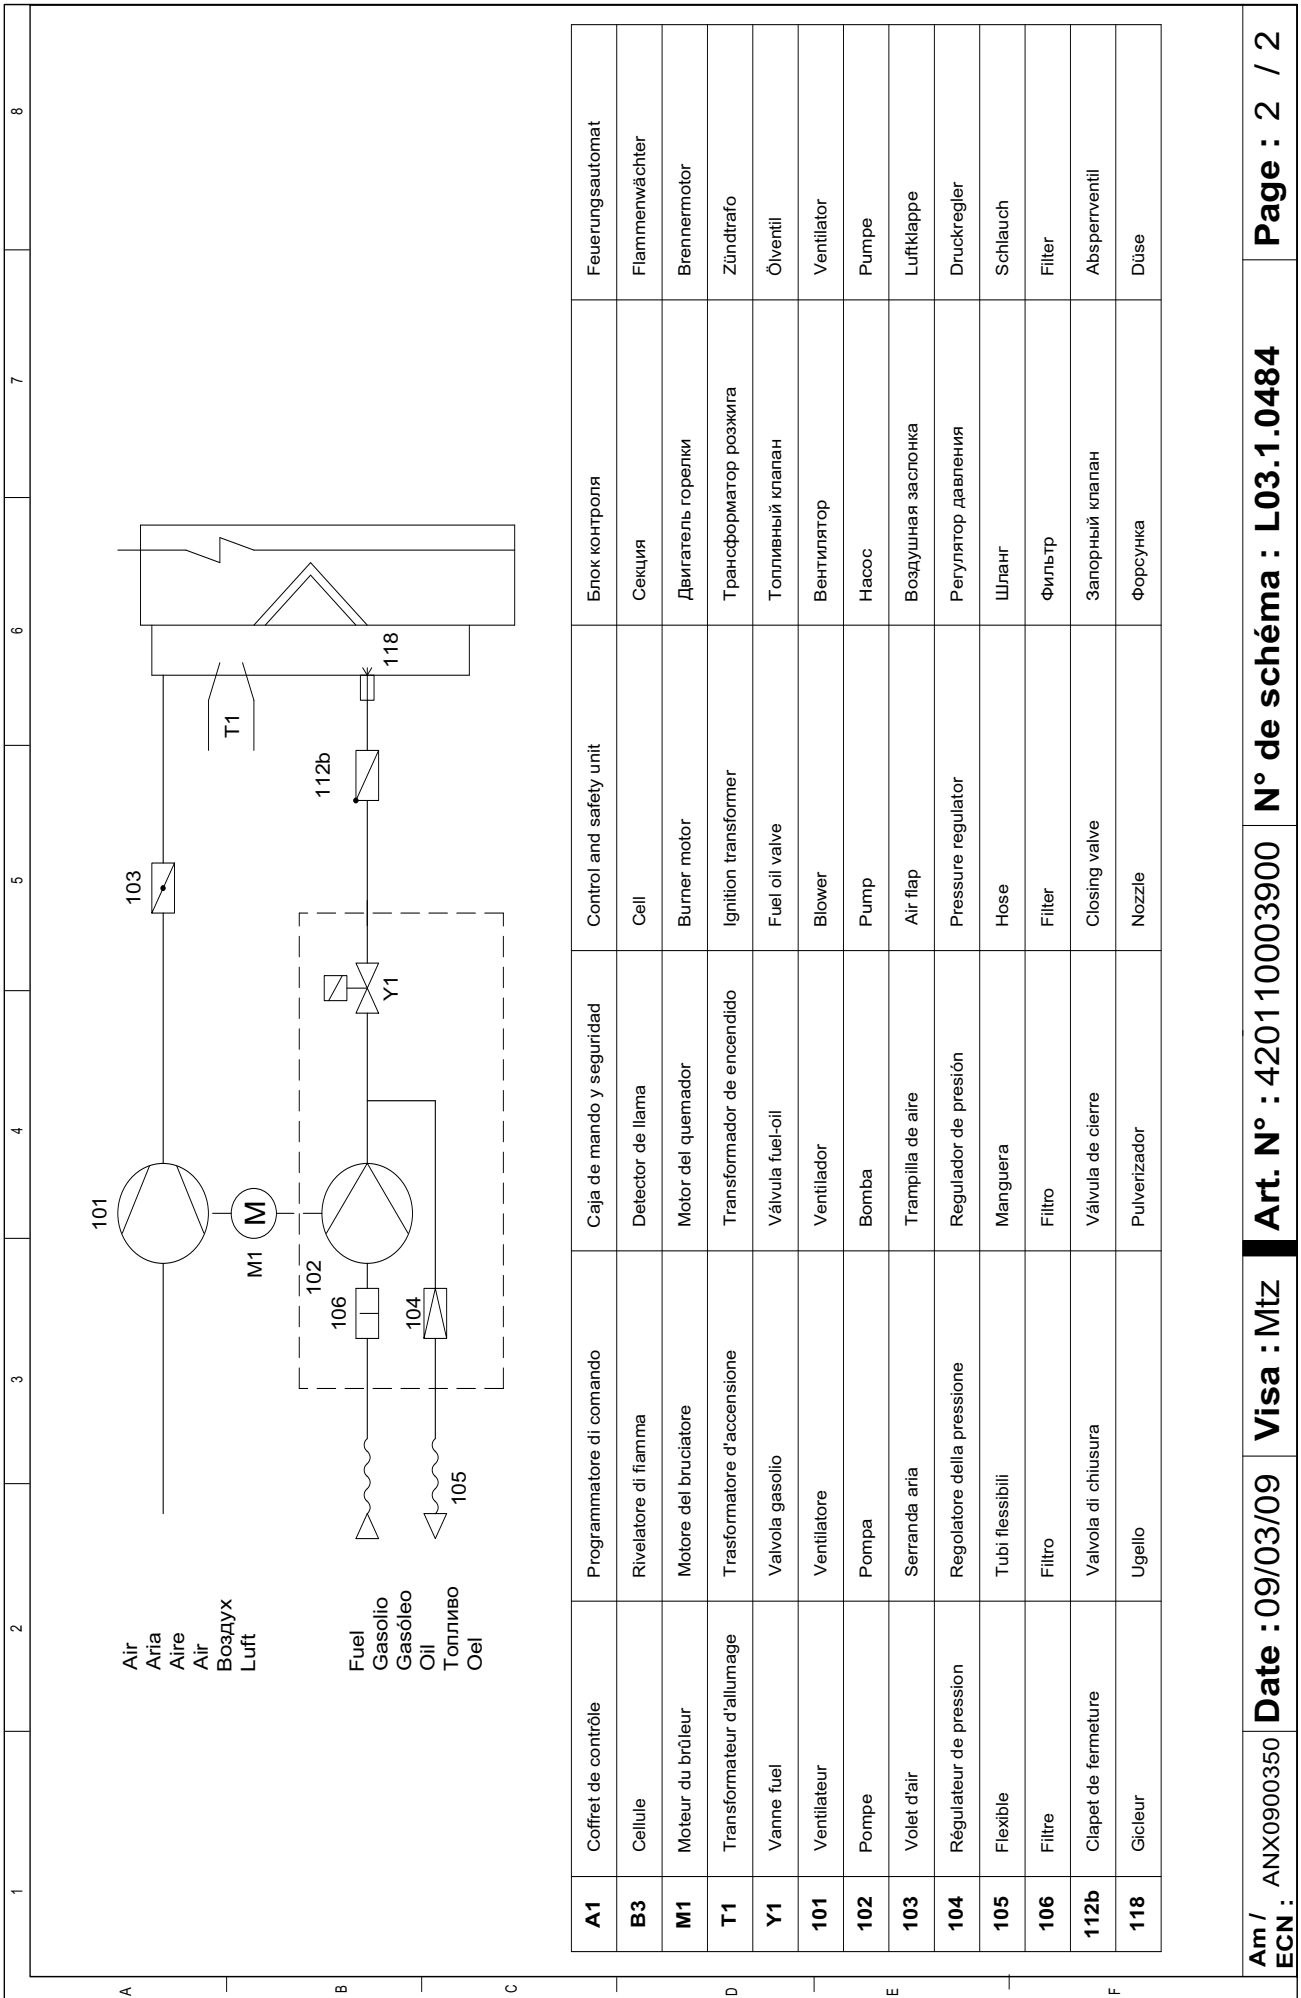 1 2 3 4 5 6 7 8
A
B
C
D
E
F
Air
Aria
Aire
Air
Воздух
Luft
101
103
T1
M1
M
102
106
104
Y1
112b
118
105
Fuel
Gasolio
Gasóleo
Oil
Топливо
Oel
A1 Coffret de contrôle Programmatore di comando Caja de mando y seguridad Control and safety unit Блок контроля Feuerungsautomat
B3 Cellule Rivelatore di fiamma Detector de llama Cell Секция Flammenwächter
M1 Moteur du brûleur Motore del bruciatore Motor del quemador Burner motor Двигатель горелки Brennermotor
T1 Transformateur d'allumage Trasformatore d'accensione Transformador de encendido Ignition transformer Трансформатор розжига Zündtrafo
Y1 Vanne fuel Valvola gasolio Válvula fuel-oil Fuel oil valve Топливный клапан Ölventil
101 Ventilateur Ventilatore Ventilador Blower Вентилятор Ventilator
102 Pompe Pompa Bomba Pump Насос Pumpe
103 Volet d'air Serranda aria Trampilla de aire Air flap Воздушная заслонка Luftklappe
104 Régulateur de pression Regolatore della pressione Regulador de presión Pressure regulator Регулятор давления Druckregler
105 Flexible Tubi flessibili Manguera Hose Шланг Schlauch
106 Filtre Filtro Filtro Filter Фильтр Filter
112b Clapet de fermeture Valvola di chiusura Válvula de cierre Closing valve Запорный клапан Absperrventil
118 Gicleur Ugello Pulverizador Nozzle Форсунка Düse
Am / ECN : ANX0900350 Date : 09/03/09 Visa : Mtz Art. N° : 420110003900 N° de schéma : L03.1.0484 Page : 2 / 2